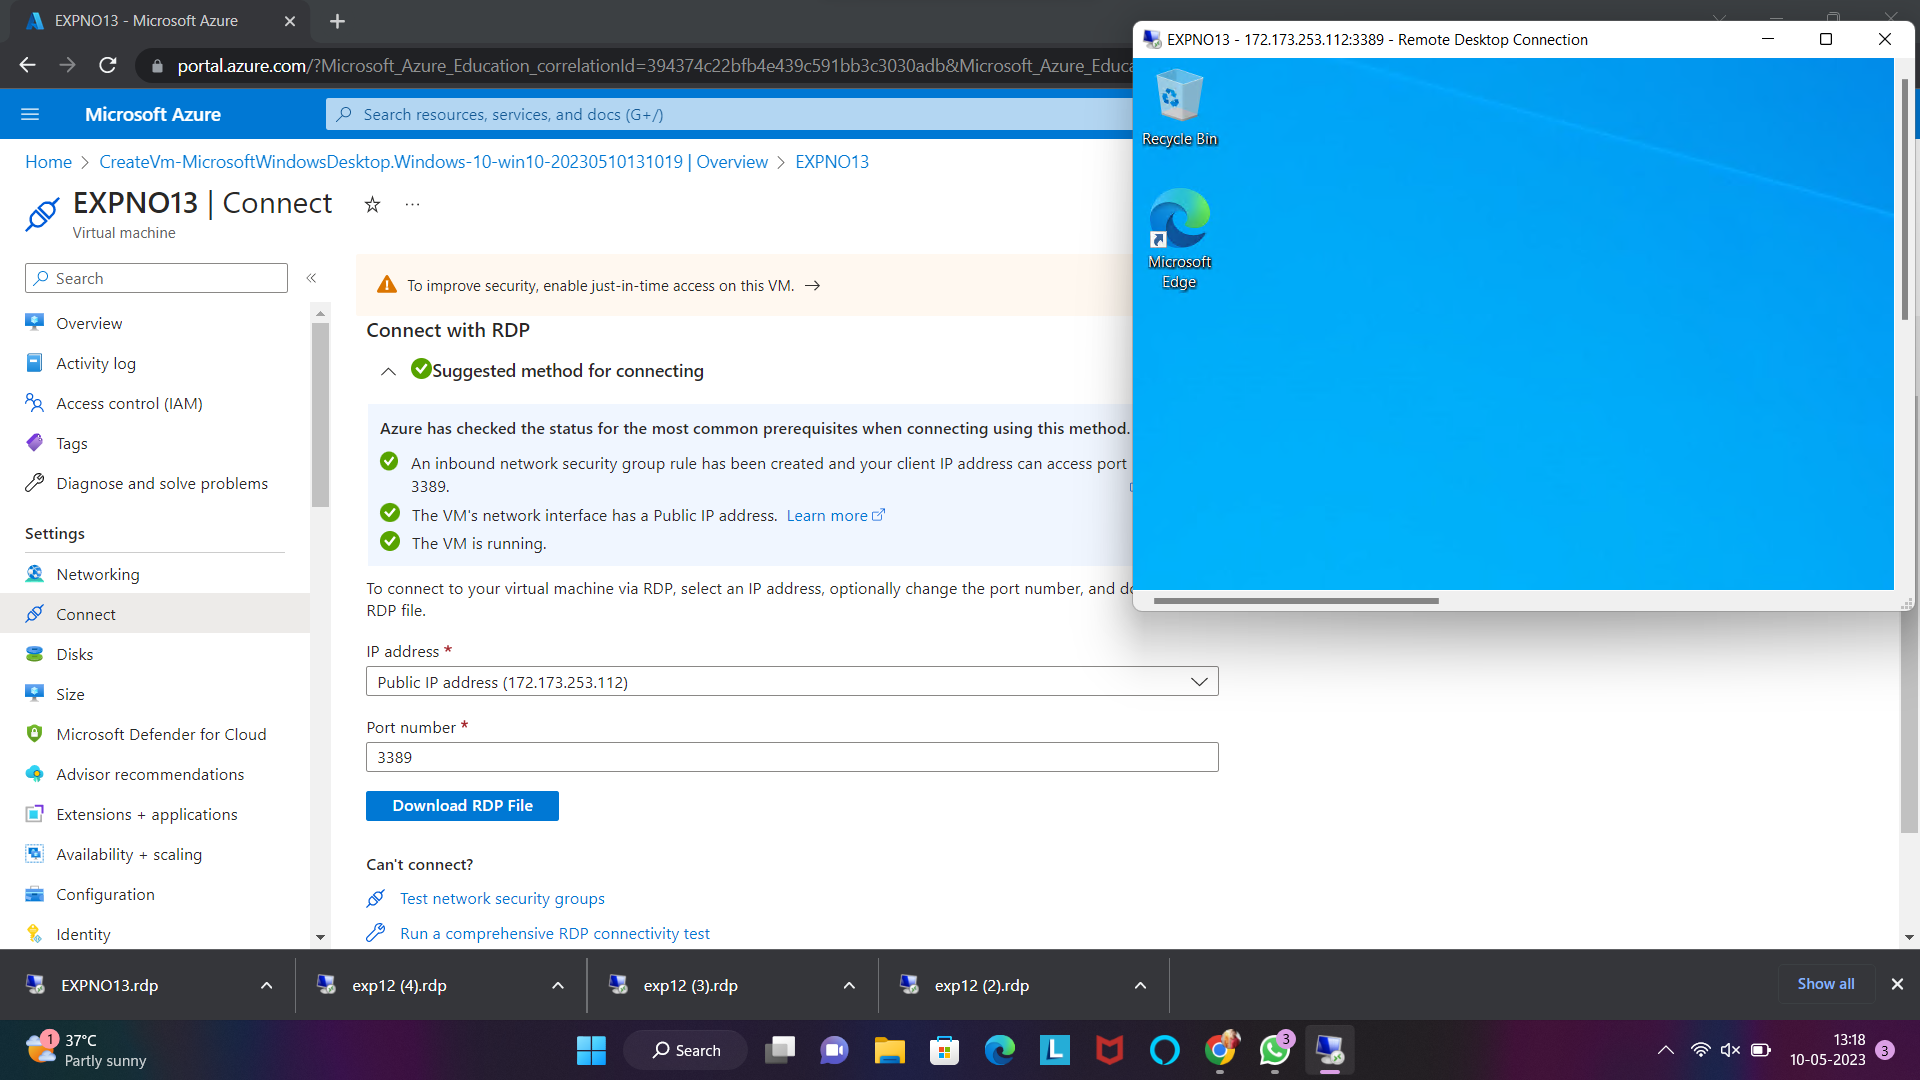 EXPNO13 - Microsoft Azure
portal.azure.com/?Microsoft_Azure_Education_correlationId=394374c22bfb4e439c591bb3c3030adb&Microsoft_Azure_Educa
Microsoft Azure
Search resources, services, and docs (G+/)
Home > CreateVm-MicrosoftWindowsDesktop.Windows-10-win10-20230510131019 | Overview > EXPNO13
EXPNO13 | Connect
Virtual machine
Search
Overview
Activity log
Access control (IAM)
Tags
Diagnose and solve problems
Settings
Networking
Connect
Disks
Size
Microsoft Defender for Cloud
Advisor recommendations
Extensions + applications
Availability + scaling
Configuration
Identity
To improve security, enable just-in-time access on this VM. →
Connect with RDP
Suggested method for connecting
Azure has checked the status for the most common prerequisites when connecting using this method.
An inbound network security group rule has been created and your client IP address can access port
3389.
The VM's network interface has a Public IP address. Learn more
The VM is running.
To connect to your virtual machine via RDP, select an IP address, optionally change the port number, and
RDP file.
IP address *
Public IP address (172.173.253.112)
Port number *
3389
Download RDP File
Can't connect?
Test network security groups
Run a comprehensive RDP connectivity test
EXPNO13 - 172.173.253.112:3389 - Remote Desktop Connection
Recycle Bin
Microsoft
Edge
EXPNO13.rdp
exp12 (4).rdp
exp12 (3).rdp
exp12 (2).rdp
Show all
1
37°C
Partly sunny
Search
L
3
13:18
10-05-2023
3